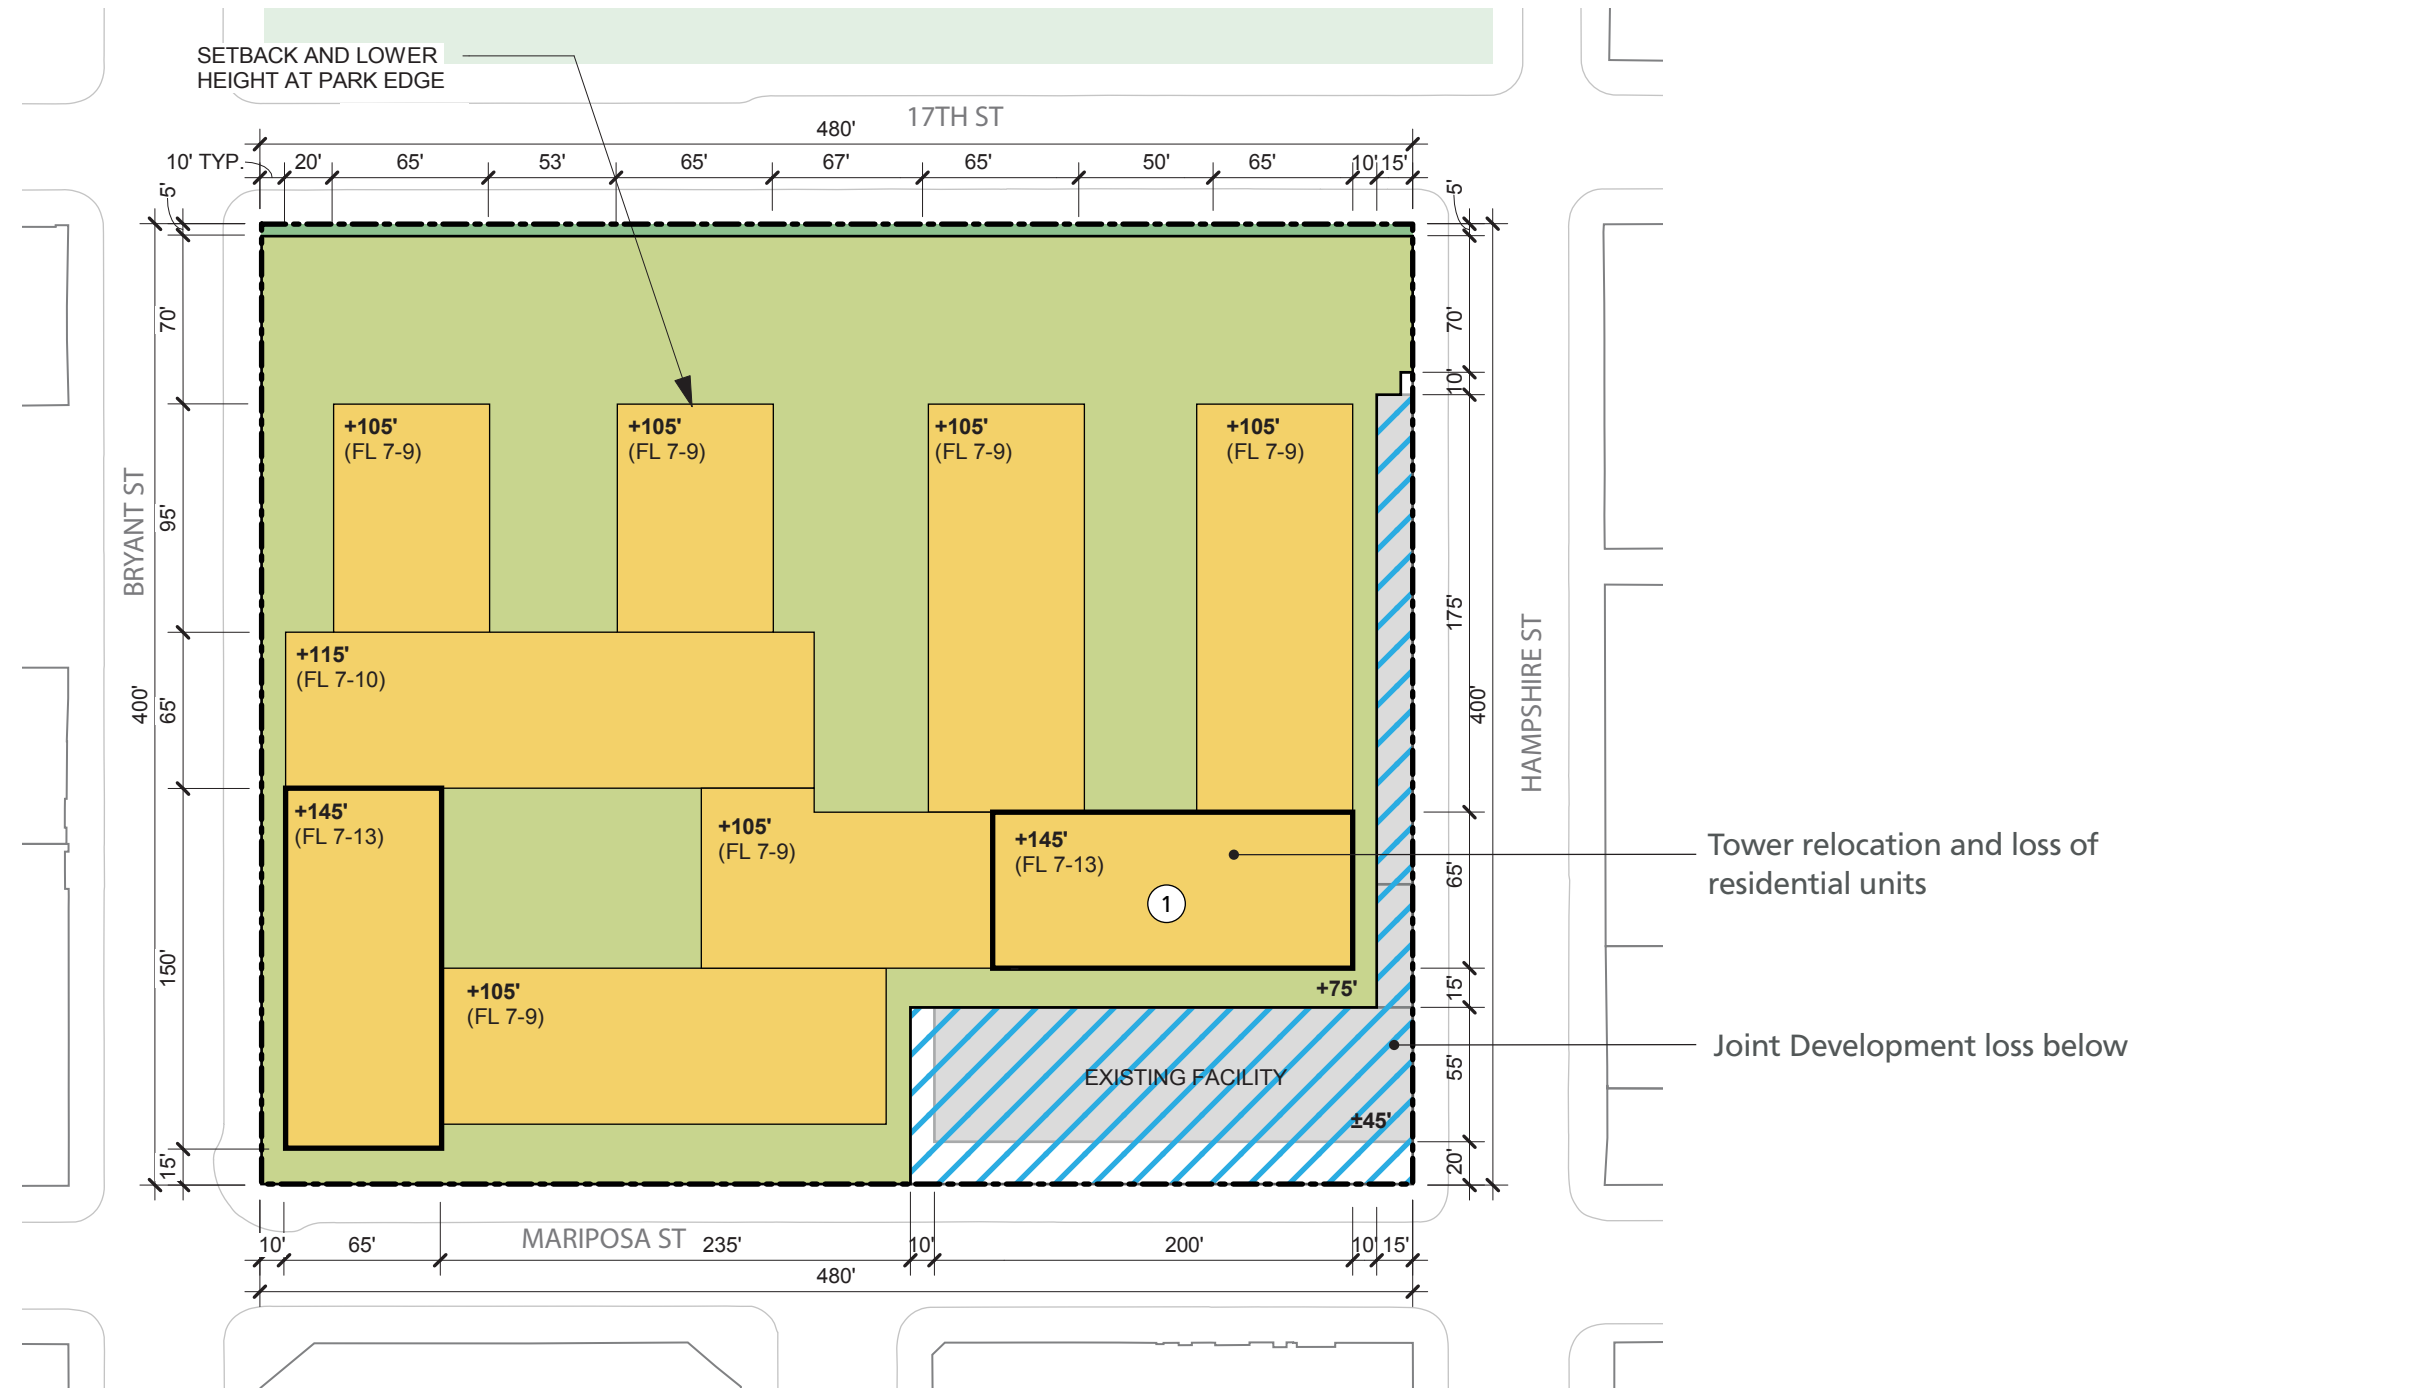 SETBACK AND LOWER
HEIGHT AT PARK EDGE
17TH ST
480'
10' TYP.
20'
65'
53'
65'
67'
65'
50'
65'
10'
15'
5'
70'
95'
65'
150'
15'
400'
BRYANT ST
5'
70'
10'
175'
65'
15'
55'
20'
400'
HAMPSHIRE ST
+105'
(FL 7-9)
+105'
(FL 7-9)
+105'
(FL 7-9)
+105'
(FL 7-9)
+115'
(FL 7-10)
+145'
(FL 7-13)
+105'
(FL 7-9)
+145'
(FL 7-13)
1
Tower relocation and loss of
residential units
+105'
(FL 7-9)
+75'
Joint Development loss below
EXISTING FACILITY
±45'
10'
65'
MARIPOSA ST
235'
10'
200'
10'
15'
480'